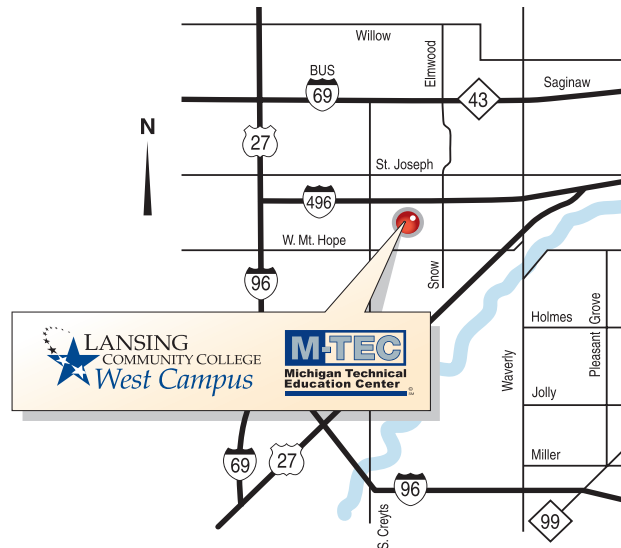 Willow
Elmwood
BUS
69
Saginaw
43
N
27
St. Joseph
496
W. Mt. Hope
Snow
96
Holmes
Pleasant Grove
LANSING
COMMUNITY COLLEGE
West Campus
M-TEC
Michigan Technical
Education Center
Waverly
Jolly
Miller
69
27
96
S. Creyts
99